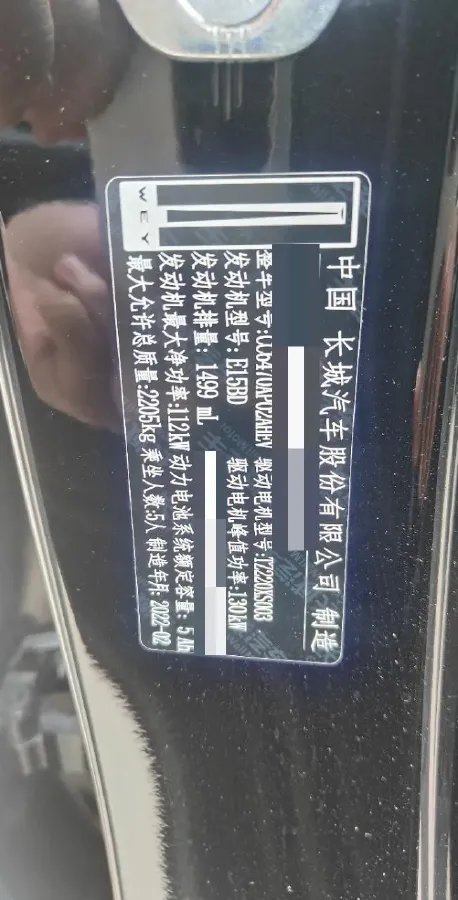 WEY
中国 长城汽车股份有限公司 制造
整车型号: 驱动电机型号:TZ220XS003
发动机型号:E15BD 驱动电机峰值功率:130kW
发动机排量: 1499 mL
发动机最大净功率:112kW 动力电池系统额定容量: 5 Ah
最大允许总质量:2205kg 乘坐人数:5人 制造年月: 2022-02